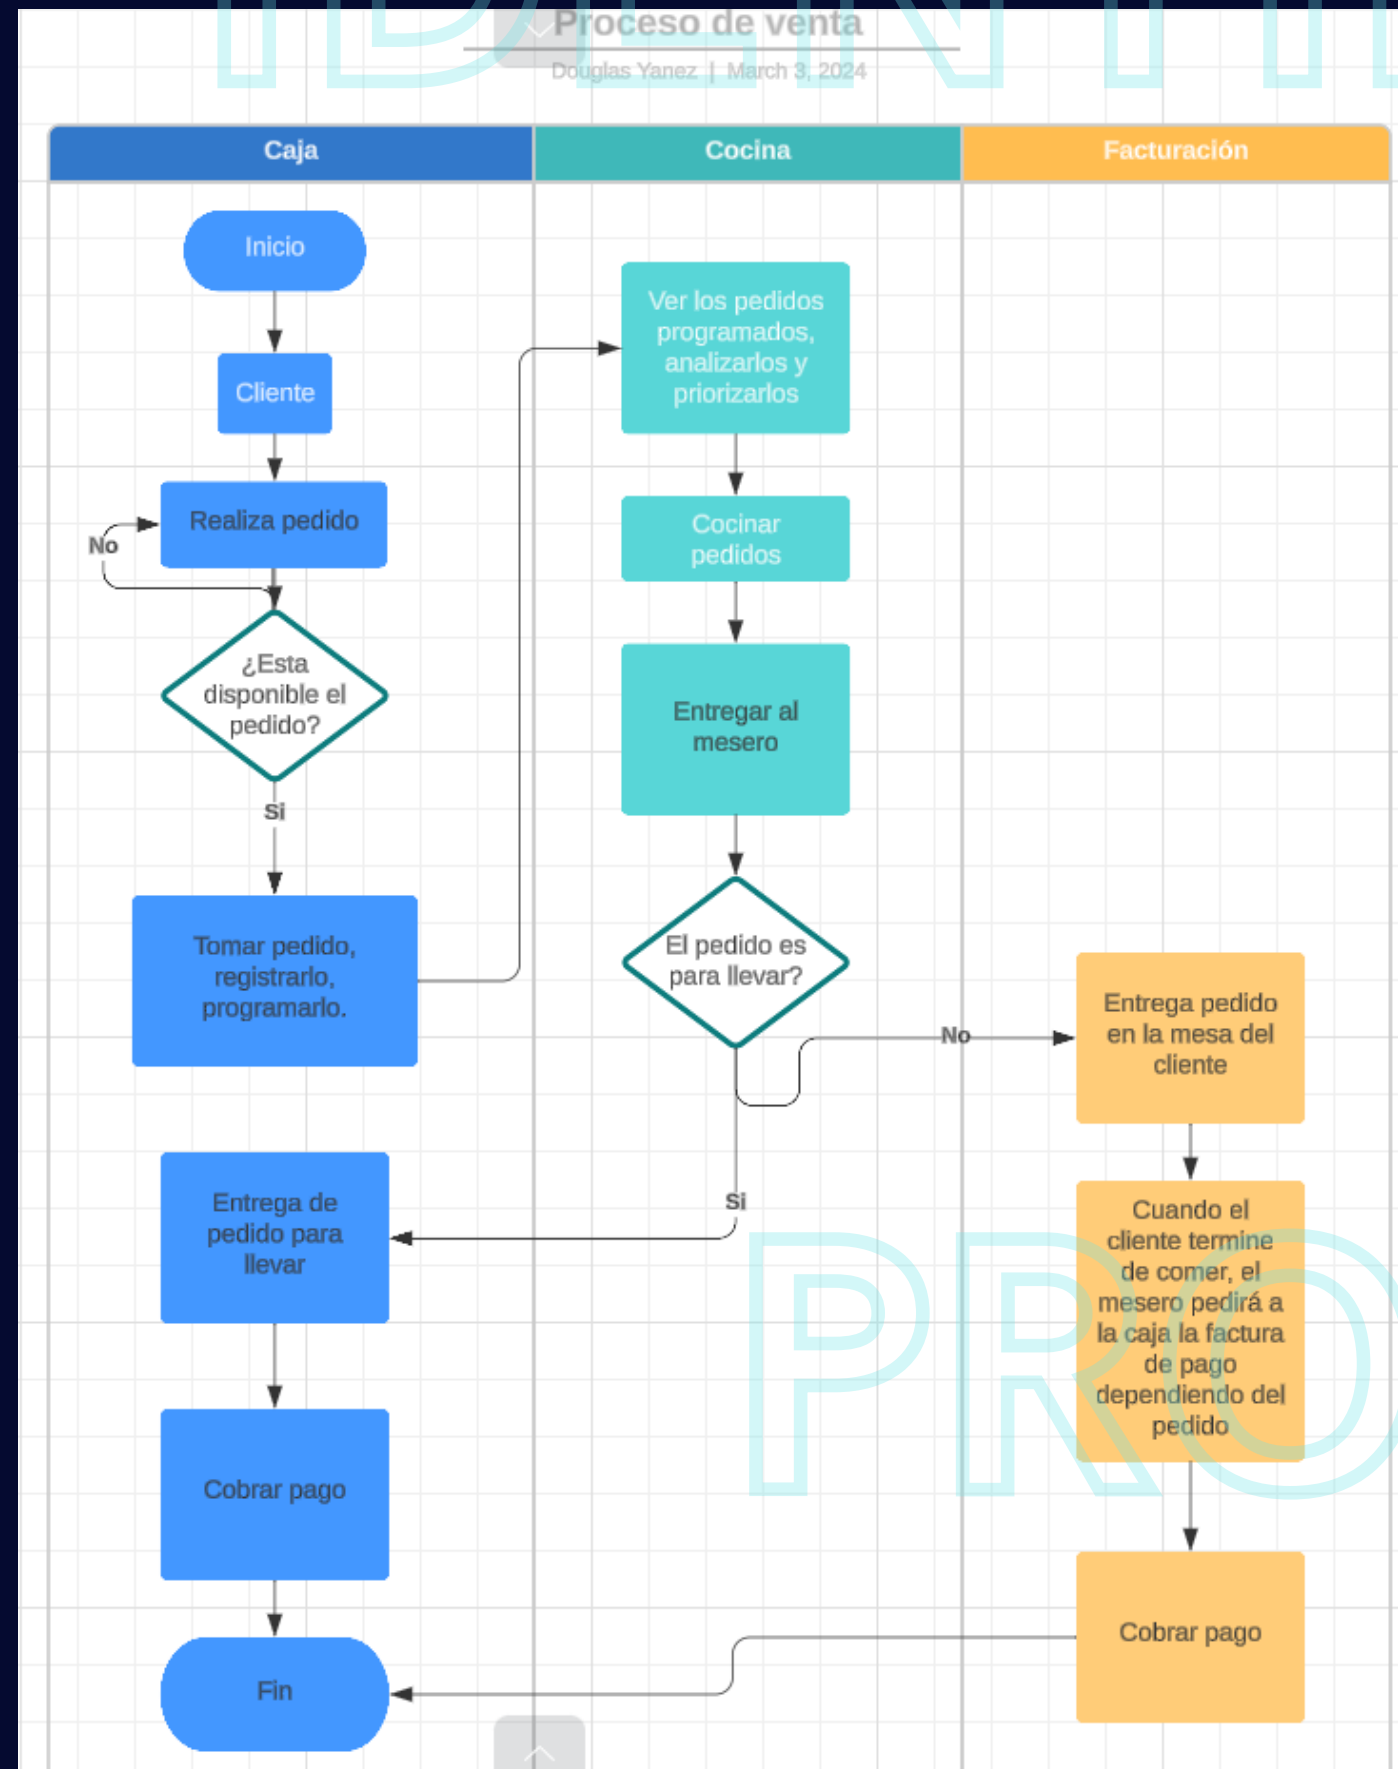 Proceso de venta
Douglas Yanez | March 3, 2024
Caja
Cocina
Facturación
Inicio
Cliente
Realiza pedido
No
¿Esta
disponible el
pedido?
Si
Tomar pedido,
registrarlo,
programarlo.
Ver los pedidos
programados,
analizarlos y
priorizarlos
Cocinar
pedidos
Entregar al
mesero
El pedido es
para llevar?
No
Si
Entrega pedido
en la mesa del
cliente
Cuando el
cliente termine
de comer, el
mesero pedirá a
la caja la factura
de pago
dependiendo del
pedido
Cobrar pago
Entrega de
pedido para
llevar
Cobrar pago
Fin
PRO